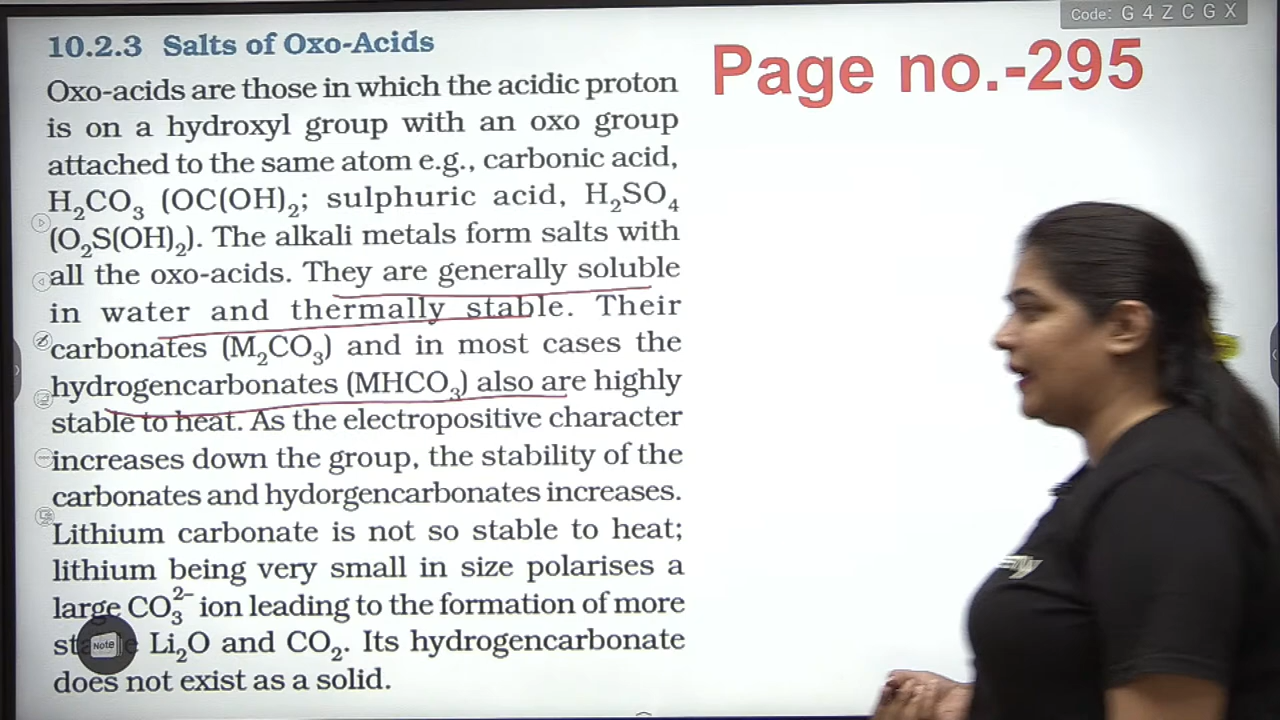 Code: G 4 Z C G X
10.2.3 Salts of Oxo-Acids
Page no.-295
Oxo-acids are those in which the acidic proton
is on a hydroxyl group with an oxo group
attached to the same atom e.g., carbonic acid,
H₂CO₃ (OC(OH)₂; sulphuric acid, H₂SO₄
(O₂S(OH)₂). The alkali metals form salts with
all the oxo-acids. They are generally soluble
in water and thermally stable. Their
carbonates (M₂CO₃) and in most cases the
hydrogencarbonates (MHCO₃) also are highly
stable to heat. As the electropositive character
increases down the group, the stability of the
carbonates and hydorgencarbonates increases.
Lithium carbonate is not so stable to heat;
lithium being very small in size polarises a
large CO₃²⁻ ion leading to the formation of more
Li₂O and CO₂. Its hydrogencarbonate
does not exist as a solid.
Note